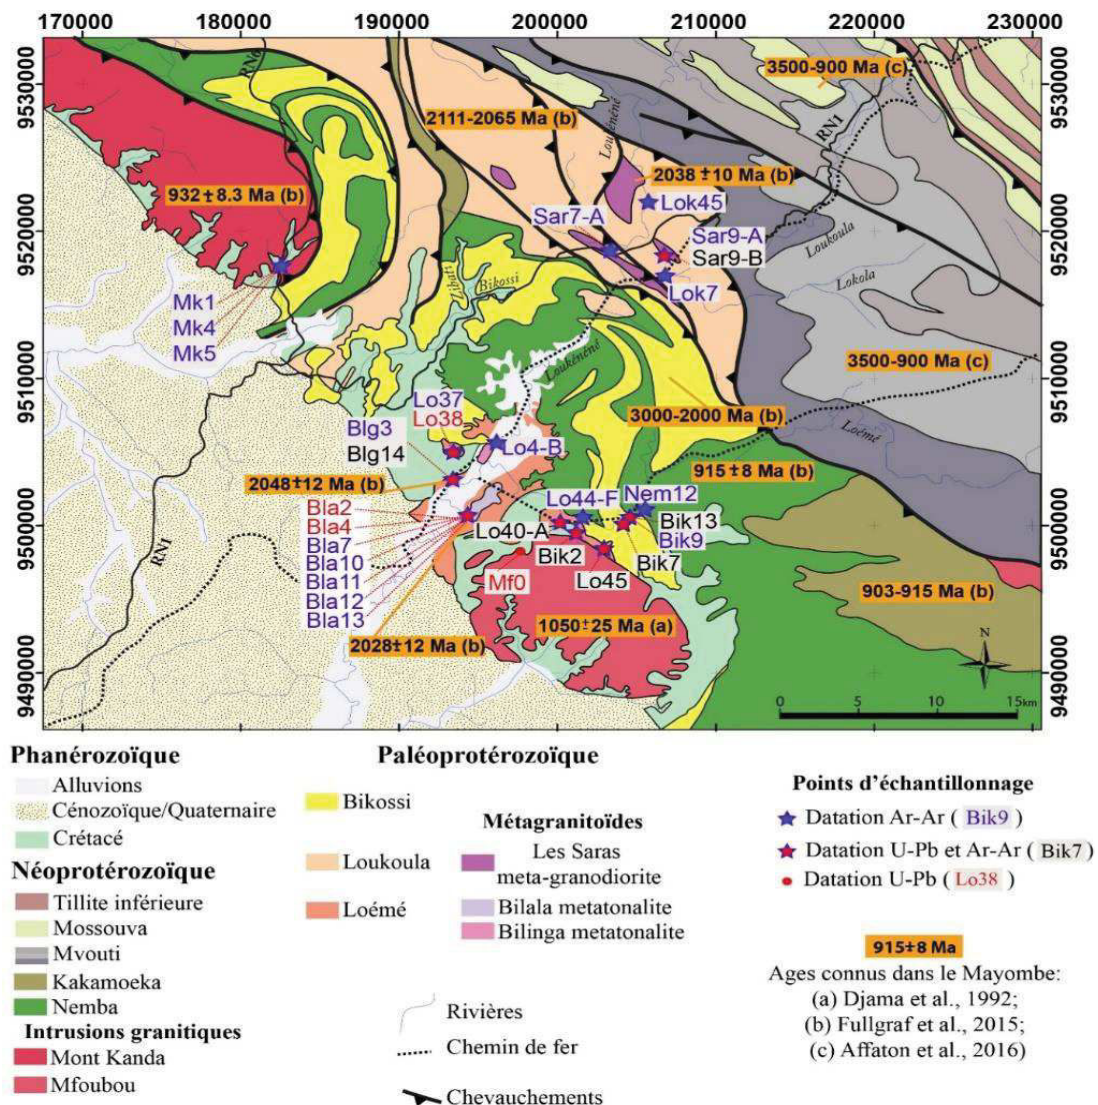 170000 180000 190000 200000 210000 220000 230000
9530000
9520000
9510000
9500000
9490000
9530000
9520000
9510000
9500000
9490000
3500-900 Ma (c)
RN1
2111-2065 Ma (b)
Loukénéné
2038 ±10 Ma (b)
932±8.3 Ma (b)
Lok45
Sar7-A
Sar9-A
Sar9-B
Lok7
Loukoula
Lokola
Bikossi
Mk1
Mk4
Mk5
Loukénéné
3500-900 Ma (c)
3000-2000 Ma (b)
Loémé
Lo37
Lo38
Blg3
Blg14
Lo4-B
915±8 Ma (b)
2048±12 Ma (b)
Lo44-F
Nem12
Bla2
Bla4
Bla7
Bla10
Bla11
Bla12
Bla13
Lo40-A
Bik13
Bik9
Bik2
Bik7
Mf0
Lo45
RN1
903-915 Ma (b)
1050±25 Ma (a)
2028±12 Ma (b)
N
0 5 10 15km
Phanérozoïque
Alluvions
Cénozoïque/Quaternaire
Crétacé
Néoprotérozoïque
Tillite inférieure
Mossouva
Mvouti
Kakamoeka
Nemba
Intrusions granitiques
Mont Kanda
Mfoubou
Paléoprotérozoïque
Bikossi
Loukoula
Loémé
Métagranitoïdes
Les Saras
meta-granodiorite
Bilala metatonalite
Bilinga metatonalite
Rivières
Chemin de fer
Chevauchements
Points d'échantillonnage
Datation Ar-Ar ( Bik9 )
Datation U-Pb et Ar-Ar ( Bik7 )
Datation U-Pb ( Lo38 )
915±8 Ma
Ages connus dans le Mayombe:
(a) Djama et al., 1992;
(b) Fullgraf et al., 2015;
(c) Affaton et al., 2016)